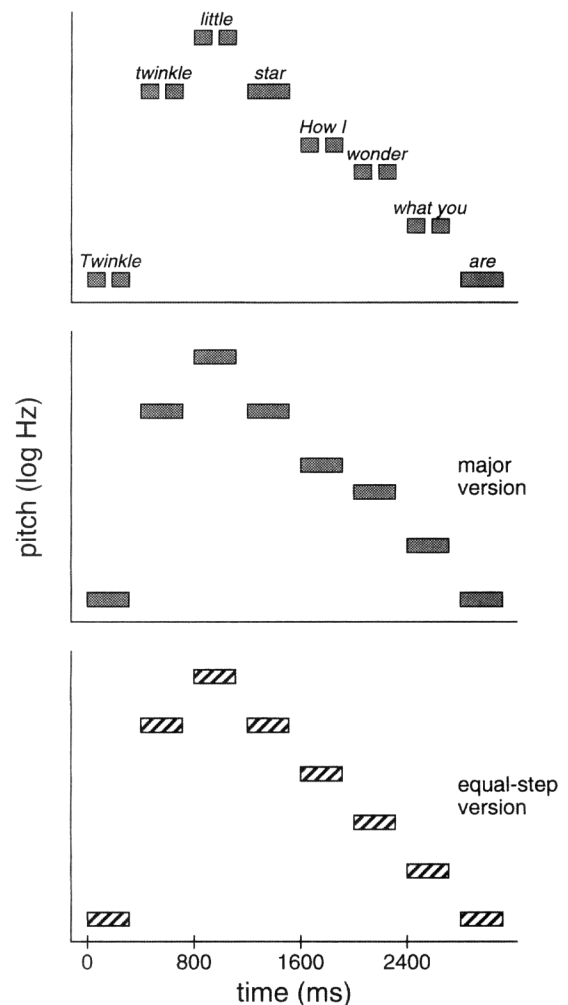 little
twinkle star
How I
wonder
what you
Twinkle are
major
version
pitch (log Hz)
equal-step
version
0 800 1600 2400
time (ms)